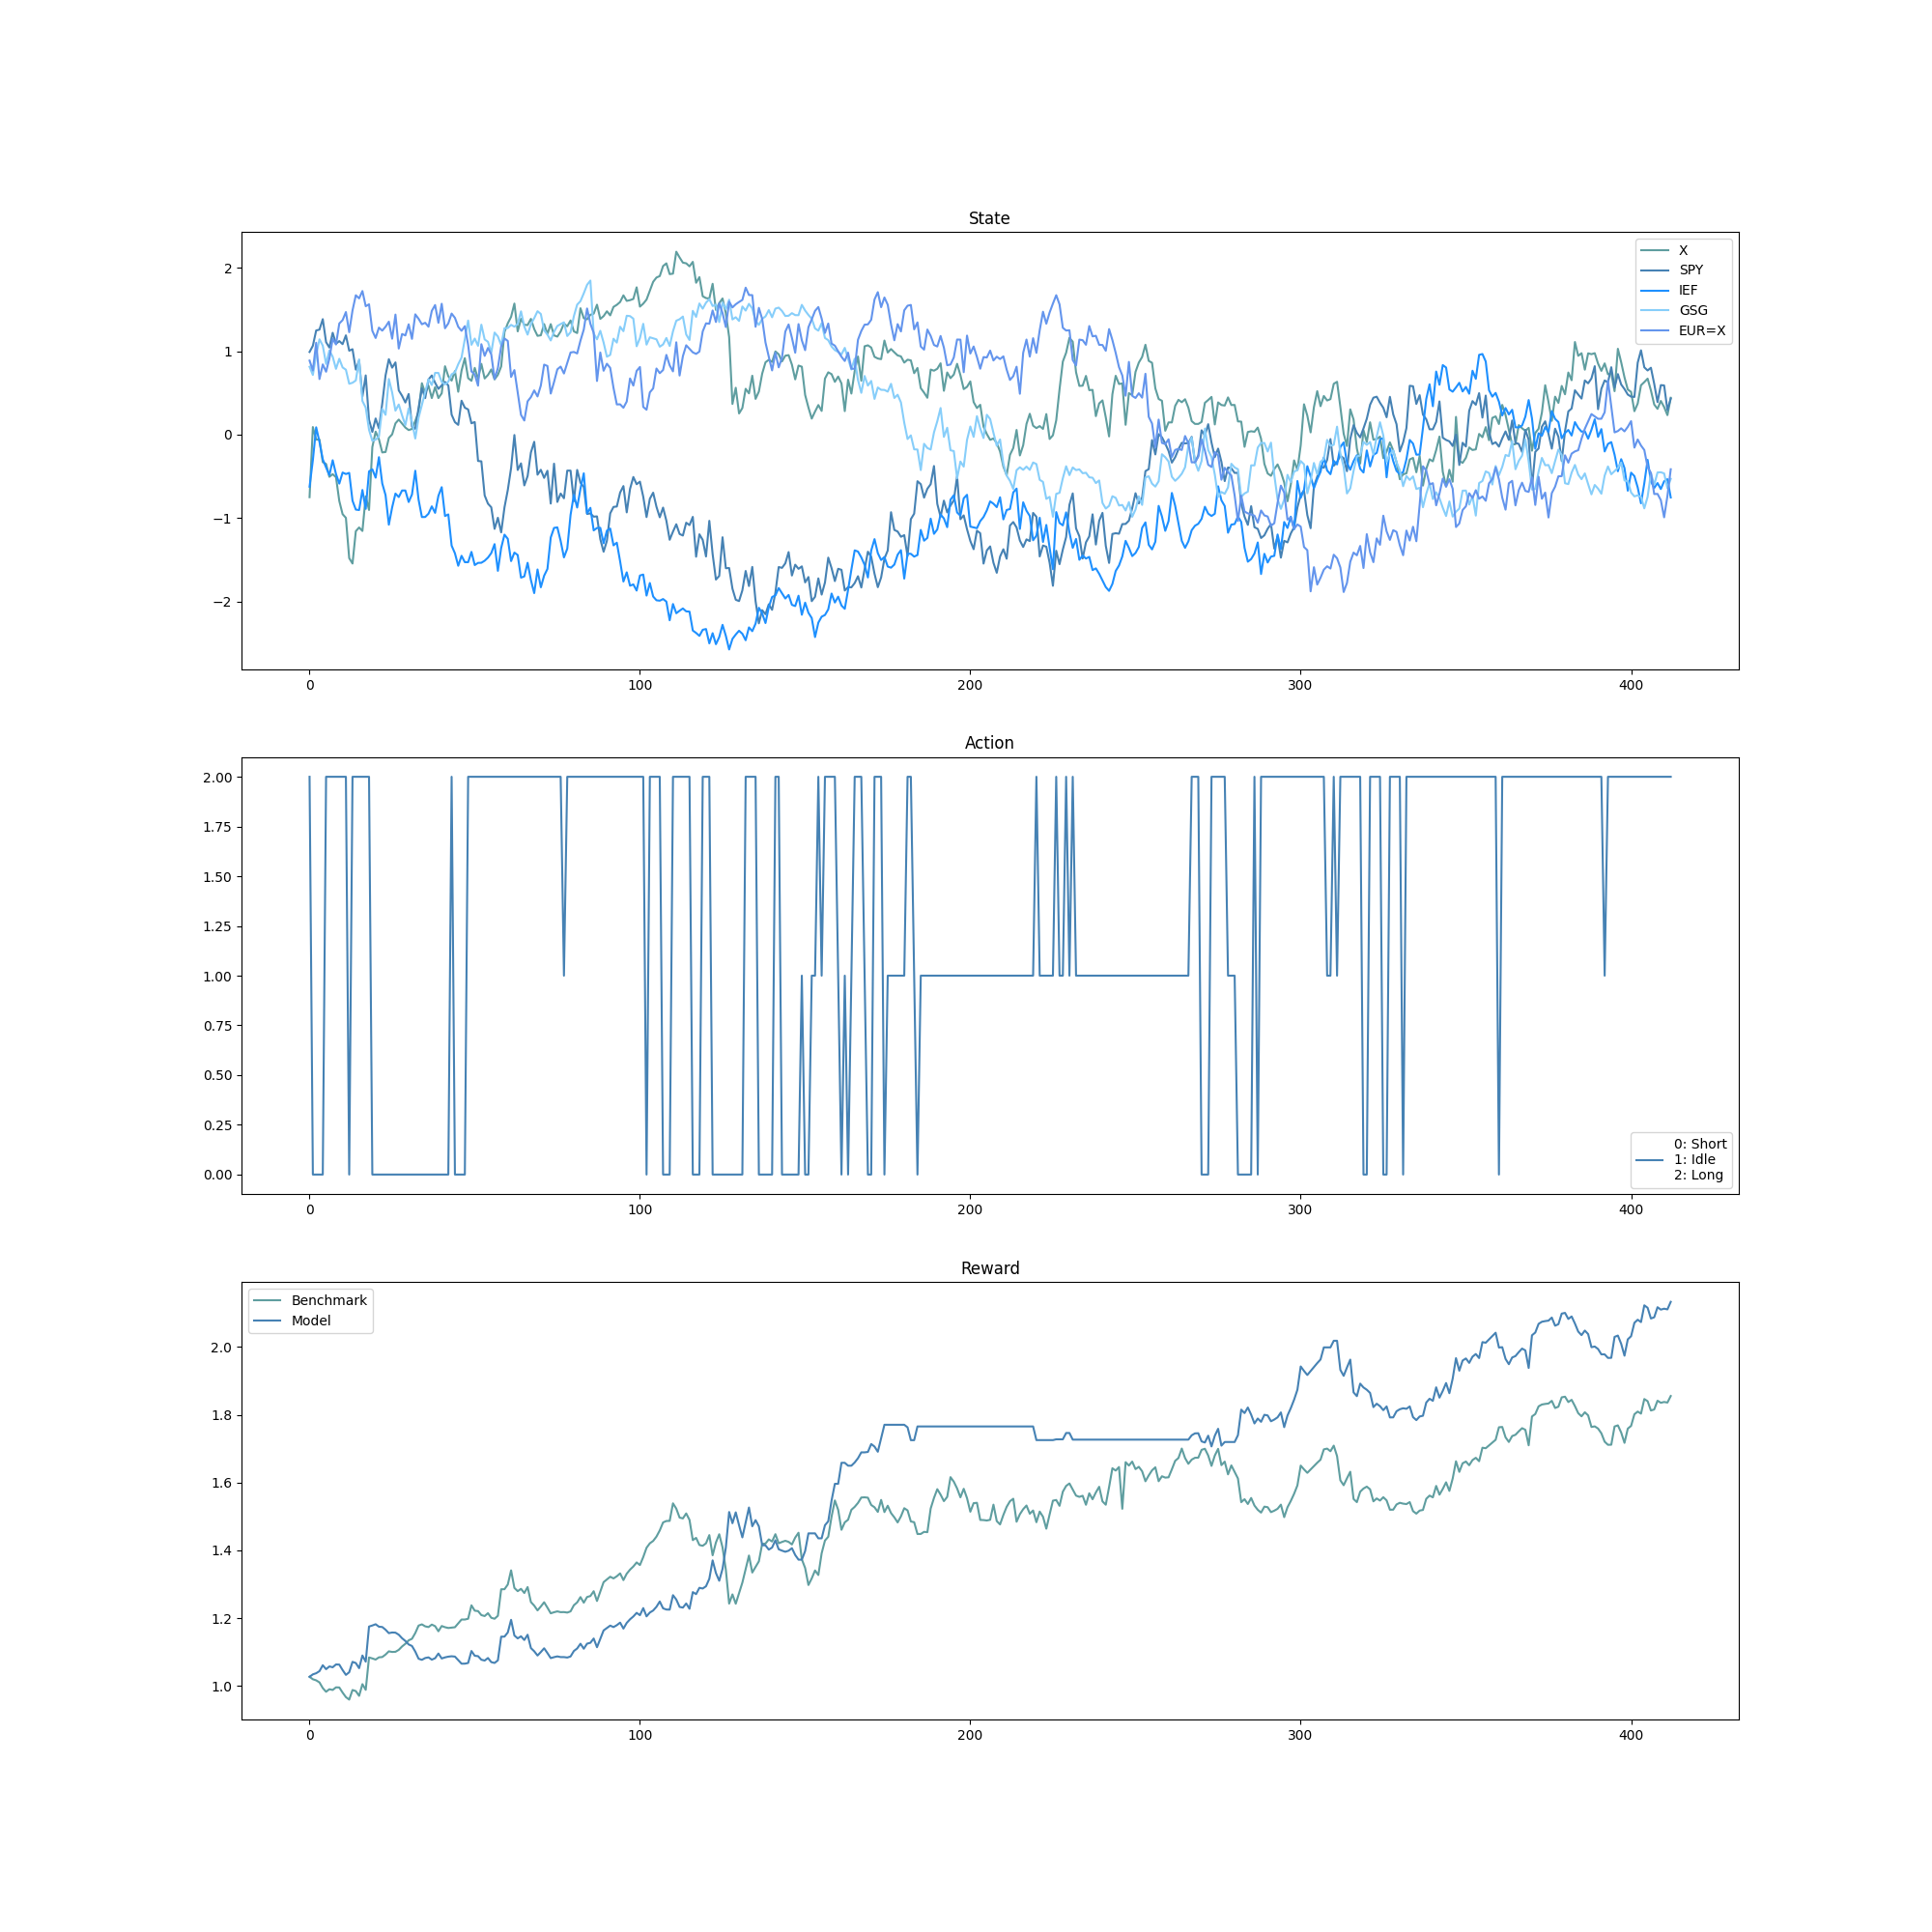 State
2
1
0
−1
−2
0 100 200 300 400
X
SPY
IEF
GSG
EUR=X
Action
2.00
1.75
1.50
1.25
1.00
0.75
0.50
0.25
0.00
0 100 200 300 400
0: Short
1: Idle
2: Long
Reward
Benchmark
Model
2.0
1.8
1.6
1.4
1.2
1.0
0 100 200 300 400